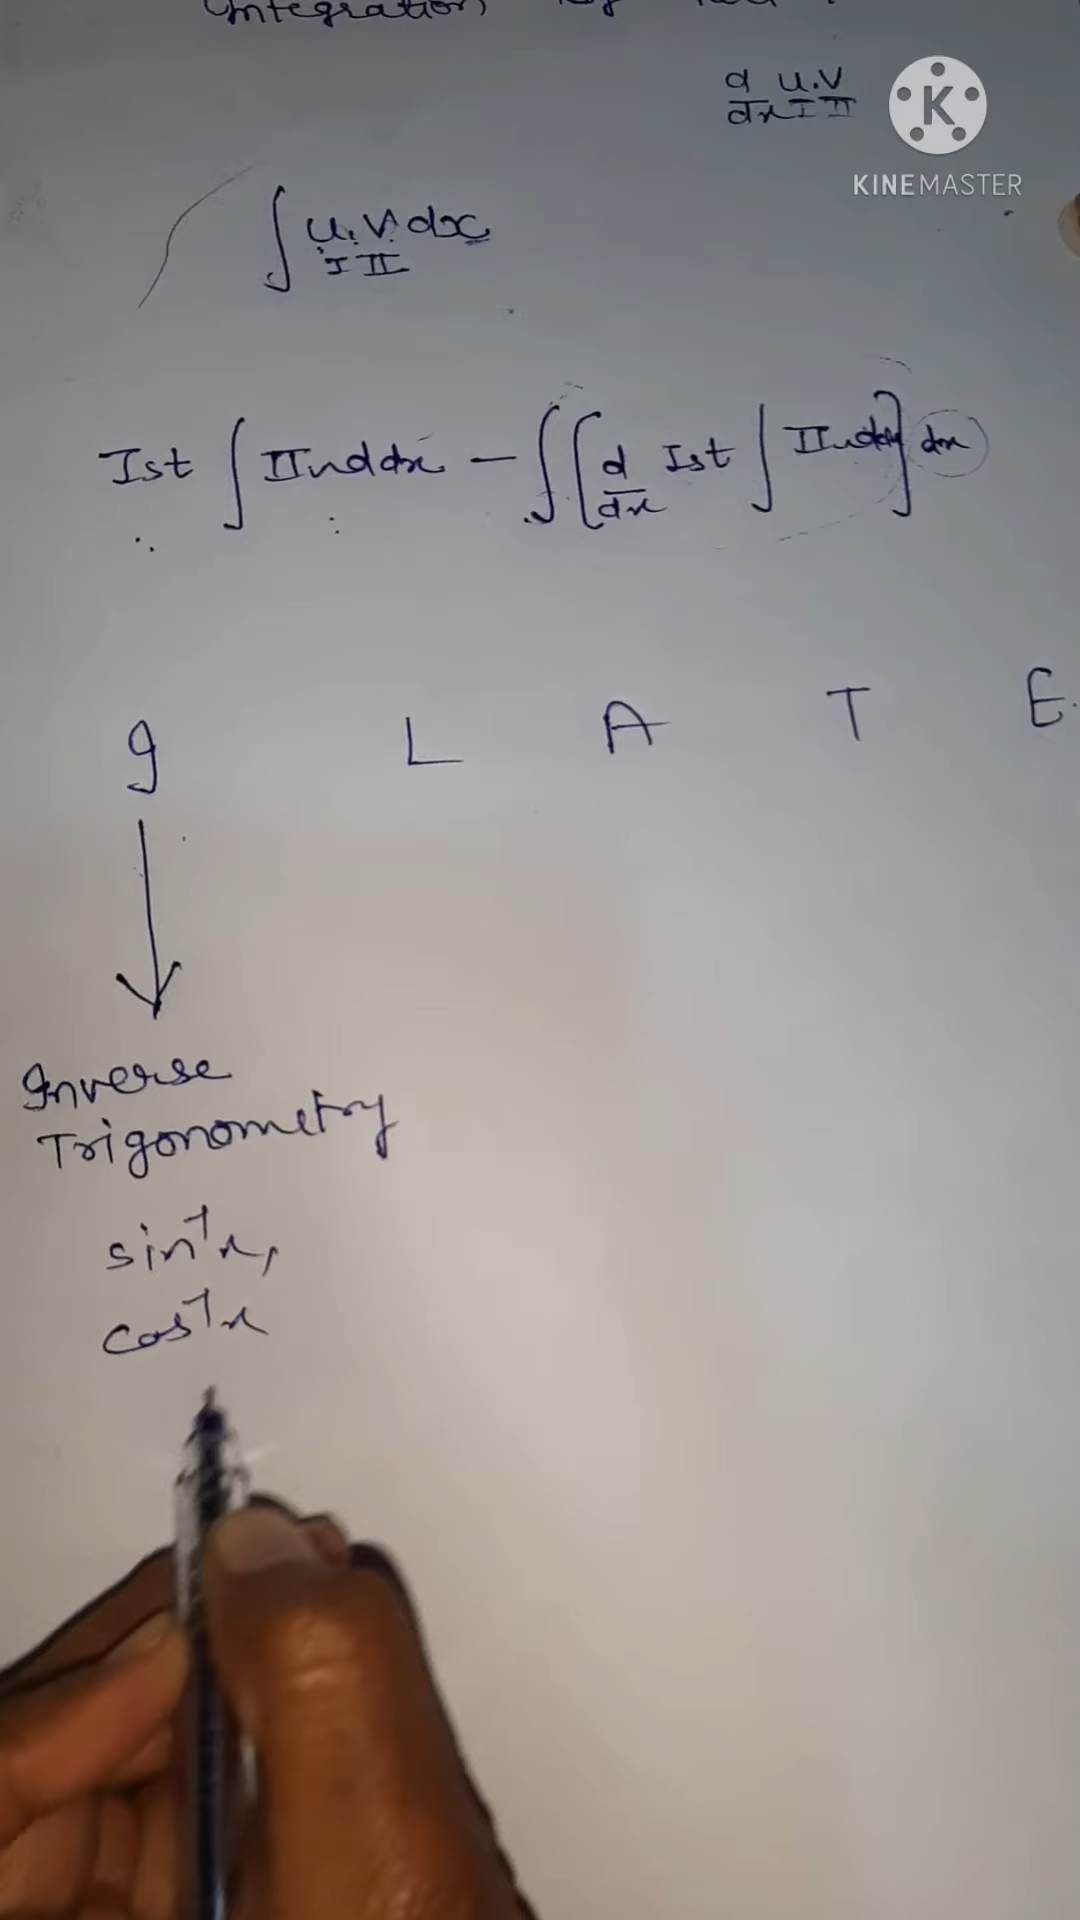 Integration
d/dx u.v
I II
KINEMASTER
∫ u.v dx
I II
Ist ∫ IInd dx − ∫ [ d/dx Ist ∫ IInd dx ] dx
I L A T E
Inverse
Trigonometry
sin⁻¹x,
cos⁻¹x